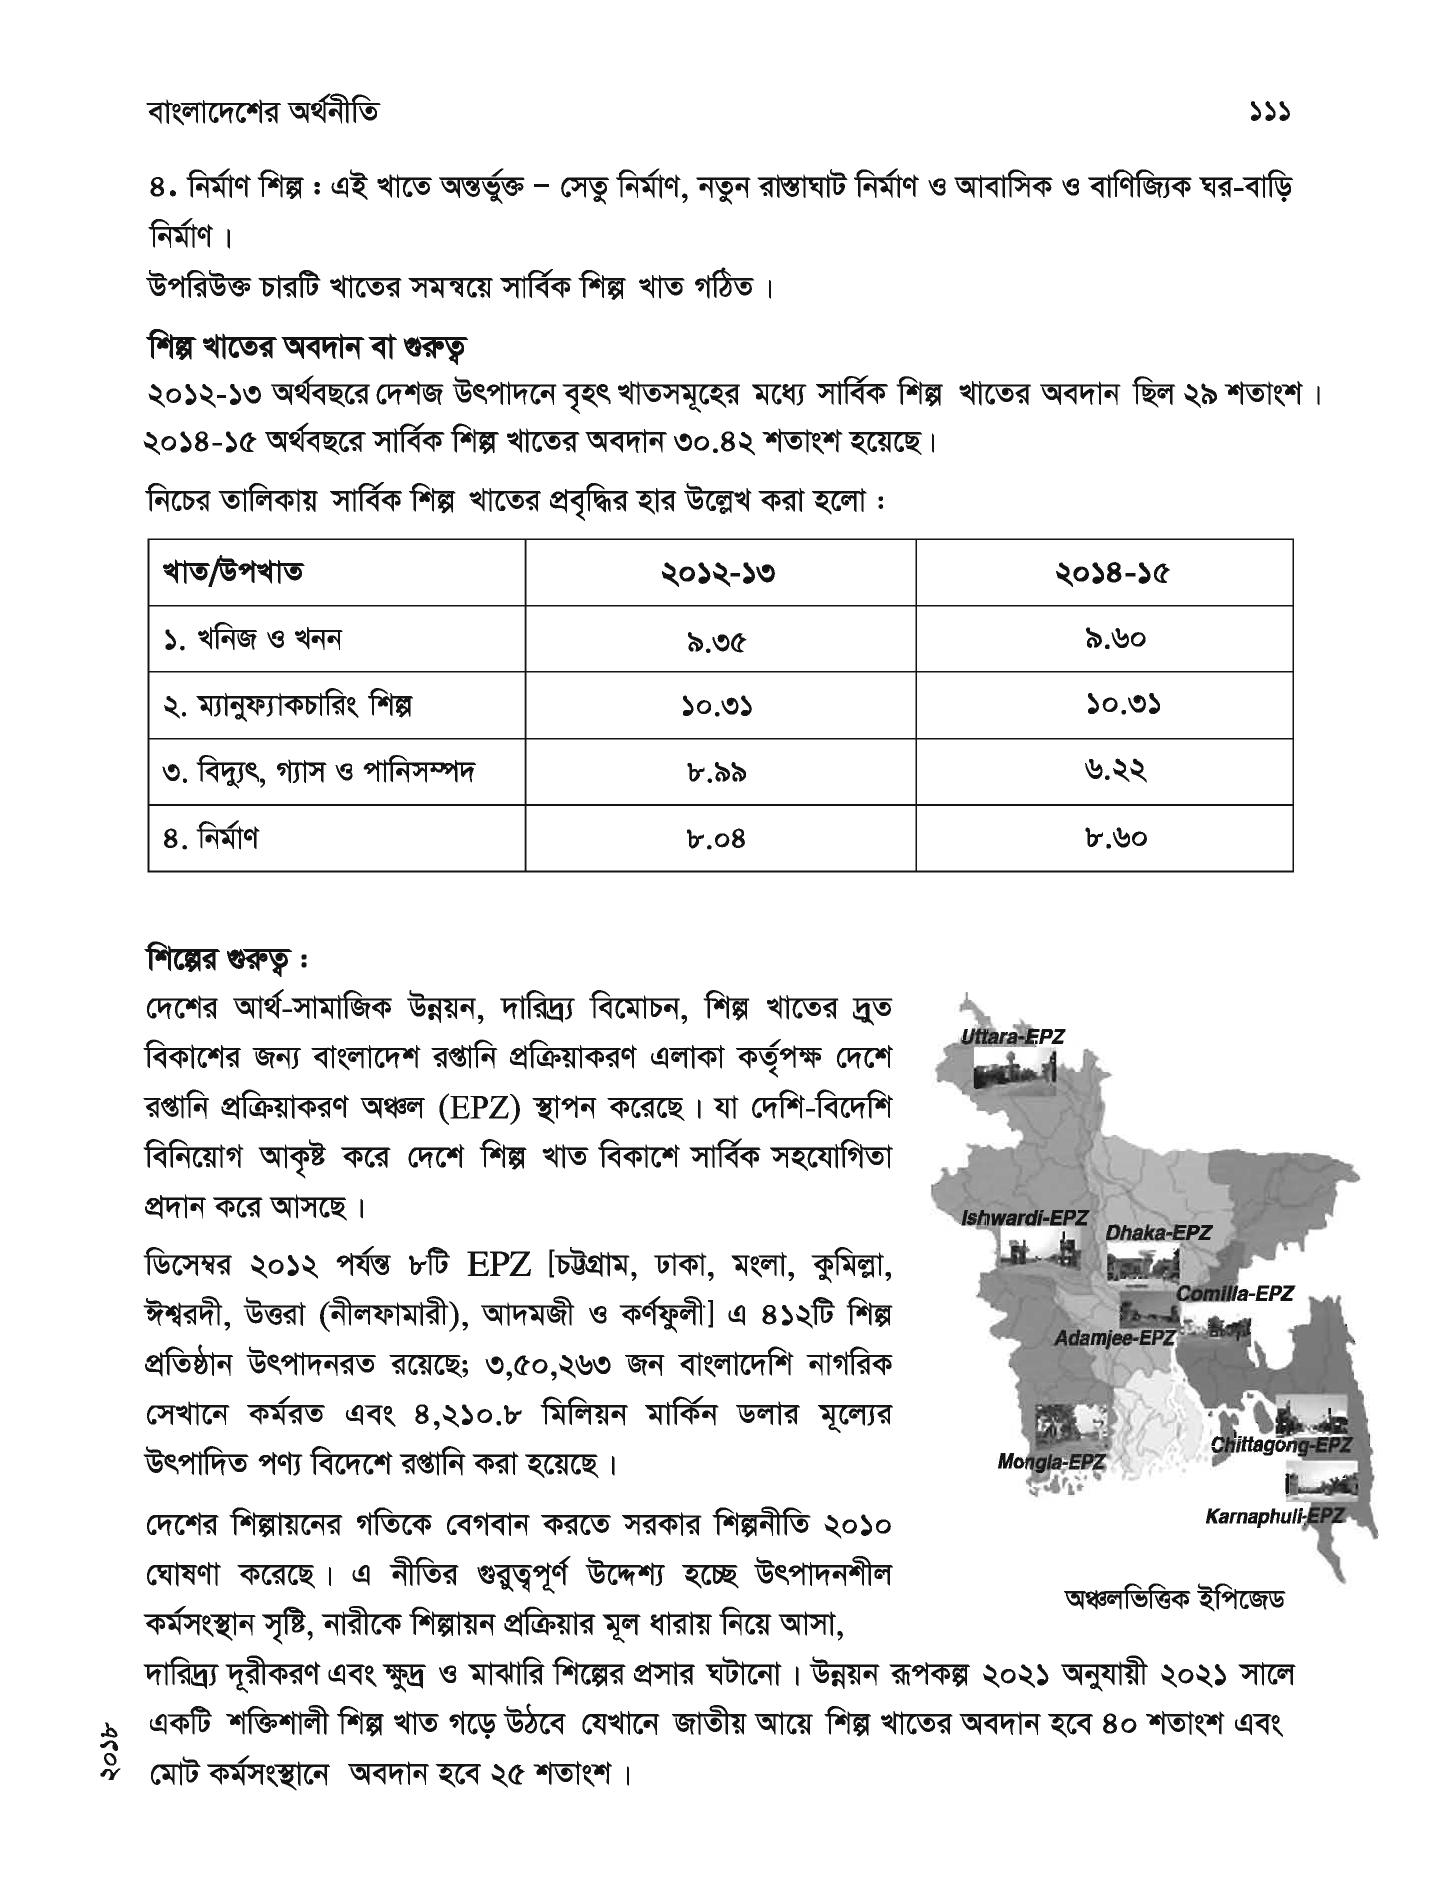 বাংলাদেশের অর্থনীতি ১১১
৪. নির্মাণ শিল্প : এই খাতে অন্তর্ভুক্ত – সেতু নির্মাণ, নতুন রাস্তাঘাট নির্মাণ ও আবাসিক ও বাণিজ্যিক ঘর-বাড়ি
নির্মাণ।
উপরিউক্ত চারটি খাতের সমন্বয়ে সার্বিক শিল্প খাত গঠিত।
শিল্প খাতের অবদান বা গুরুত্ব
২০১২-১৩ অর্থবছরে দেশজ উৎপাদনে বৃহৎ খাতসমূহের মধ্যে সার্বিক শিল্প খাতের অবদান ছিল ২৯ শতাংশ।
২০১৪-১৫ অর্থবছরে সার্বিক শিল্প খাতের অবদান ৩০.৪২ শতাংশ হয়েছে।
নিচের তালিকায় সার্বিক শিল্প খাতের প্রবৃদ্ধির হার উল্লেখ করা হলো :
খাত/উপখাত ২০১২-১৩ ২০১৪-১৫
১. খনিজ ও খনন ৯.৩৫ ৯.৬০
২. ম্যানুফ্যাকচারিং শিল্প ১০.৩১ ১০.৩১
৩. বিদ্যুৎ, গ্যাস ও পানিসম্পদ ৮.৯৯ ৬.২২
৪. নির্মাণ ৮.০৪ ৮.৬০
শিল্পের গুরুত্ব :
দেশের আর্থ-সামাজিক উন্নয়ন, দারিদ্র্য বিমোচন, শিল্প খাতের দ্রুত
বিকাশের জন্য বাংলাদেশ রপ্তানি প্রক্রিয়াকরণ এলাকা কর্তৃপক্ষ দেশে
রপ্তানি প্রক্রিয়াকরণ অঞ্চল (EPZ) স্থাপন করেছে। যা দেশি-বিদেশি
বিনিয়োগ আকৃষ্ট করে দেশে শিল্প খাত বিকাশে সার্বিক সহযোগিতা
প্রদান করে আসছে।
ডিসেম্বর ২০১২ পর্যন্ত ৮টি EPZ [চট্টগ্রাম, ঢাকা, মংলা, কুমিল্লা,
ঈশ্বরদী, উত্তরা (নীলফামারী), আদমজী ও কর্ণফুলী] এ ৪১২টি শিল্প
প্রতিষ্ঠান উৎপাদনরত রয়েছে; ৩,৫০,২৬৩ জন বাংলাদেশি নাগরিক
সেখানে কর্মরত এবং ৪,২১০.৮ মিলিয়ন মার্কিন ডলার মূল্যের
উৎপাদিত পণ্য বিদেশে রপ্তানি করা হয়েছে।
দেশের শিল্পায়নের গতিকে বেগবান করতে সরকার শিল্পনীতি ২০১০
ঘোষণা করেছে। এ নীতির গুরুত্বপূর্ণ উদ্দেশ্য হচ্ছে উৎপাদনশীল
কর্মসংস্থান সৃষ্টি, নারীকে শিল্পায়ন প্রক্রিয়ার মূল ধারায় নিয়ে আসা,
Uttara-EPZ
Ishwardi-EPZ
Dhaka-EPZ
Comilla-EPZ
Adamjee-EPZ
Chittagong-EPZ
Mongla-EPZ
Karnaphuli-EPZ
অঞ্চলভিত্তিক ইপিজেড
দারিদ্র্য দূরীকরণ এবং ক্ষুদ্র ও মাঝারি শিল্পের প্রসার ঘটানো। উন্নয়ন রূপকল্প ২০২১ অনুযায়ী ২০২১ সালে
একটি শক্তিশালী শিল্প খাত গড়ে উঠবে যেখানে জাতীয় আয়ে শিল্প খাতের অবদান হবে ৪০ শতাংশ এবং
মোট কর্মসংস্থানে অবদান হবে ২৫ শতাংশ।
২০১৮